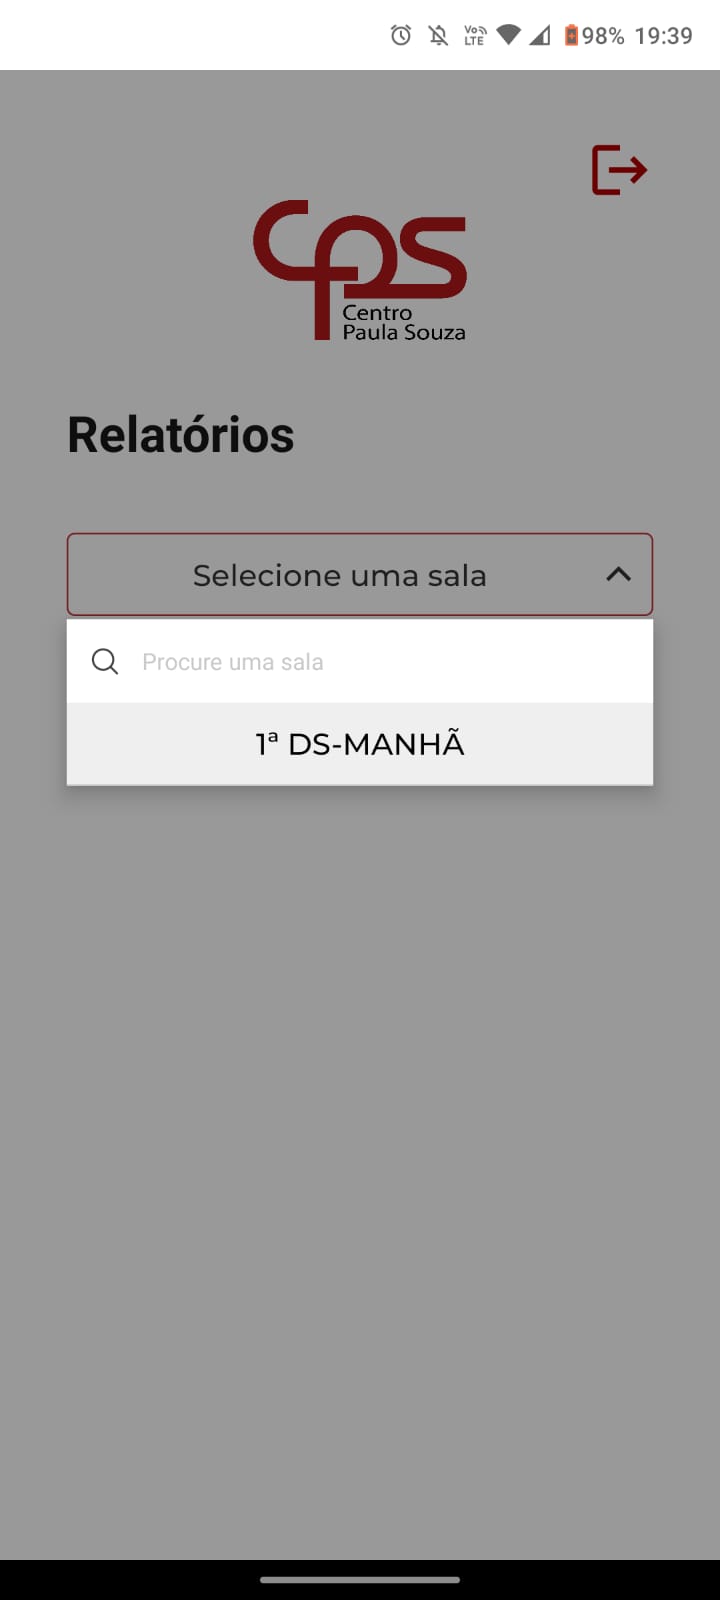 Vo LTE 98% 19:39
cps
Centro
Paula Souza
Relatórios
Selecione uma sala
Procure uma sala
1ª DS-MANHÃ